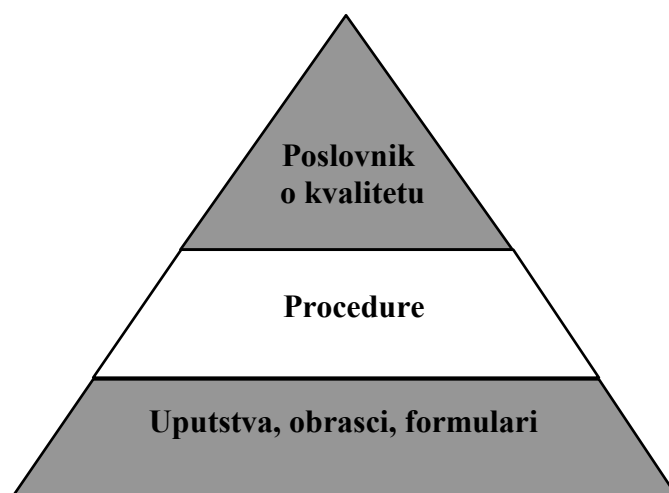 Poslovnik
o kvalitetu
Procedure
Uputstva, obrasci, formulari